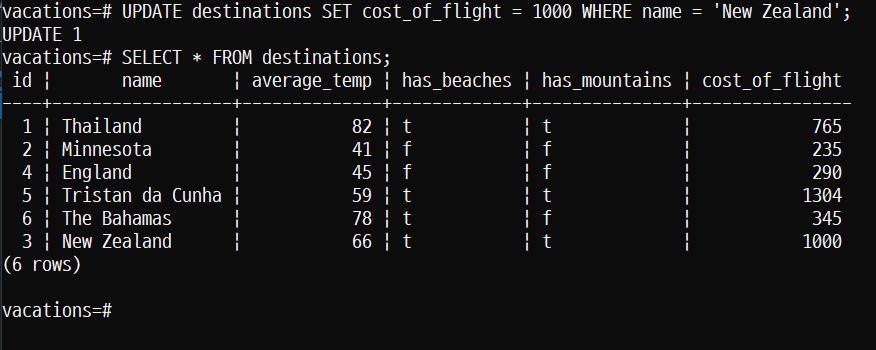 vacations=# UPDATE destinations SET cost_of_flight = 1000 WHERE name = 'New Zealand';
UPDATE 1
vacations=# SELECT * FROM destinations;
 id ¦       name        ¦ average_temp ¦ has_beaches ¦ has_mountains ¦ cost_of_flight
----+-------------------+--------------+-------------+---------------+----------------
  1 ¦ Thailand          ¦           82 ¦ t           ¦ t             ¦            765
  2 ¦ Minnesota         ¦           41 ¦ f           ¦ f             ¦            235
  4 ¦ England           ¦           45 ¦ f           ¦ f             ¦            290
  5 ¦ Tristan da Cunha  ¦           59 ¦ t           ¦ t             ¦           1304
  6 ¦ The Bahamas       ¦           78 ¦ t           ¦ f             ¦            345
  3 ¦ New Zealand       ¦           66 ¦ t           ¦ t             ¦           1000
(6 rows)

vacations=#